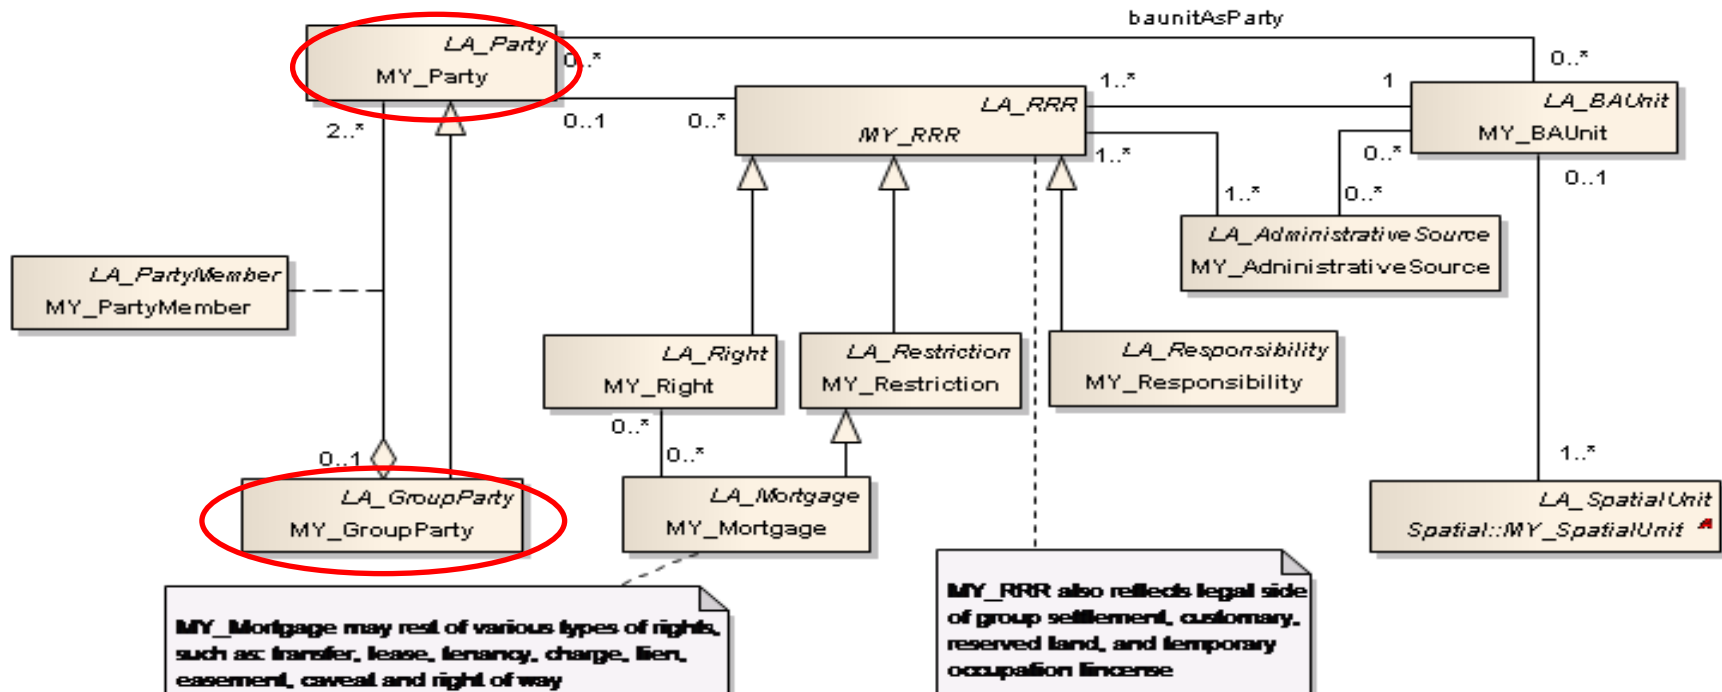 baunitAsParty
LA_Party
MY_Party
0..*
0..*
2..*
0..1
0..*
LA_RRR
MY_RRR
1..*
1
LA_BAUnit
MY_BAUnit
1..*
0..*
0..1
1..*
0..*
LA_AdministrativeSource
MY_AdninistrativeSource
LA_PartyMember
MY_PartyMember
LA_Right
MY_Right
LA_Restriction
MY_Restriction
LA_Responsibility
MY_Responsibility
0..*
0..*
0..1
1..*
LA_GroupParty
MY_GroupParty
LA_Mortgage
MY_Mortgage
LA_SpatialUnit
Spatial::MY_SpatialUnit
MY_Mortgage may rest of various types of rights,
such as: transfer, lease, tenancy, charge, lien,
easement, caveat and right of way
MY_RRR also reflects legal side
of group settlement, customary,
reserved land, and temporary
occupation lincense